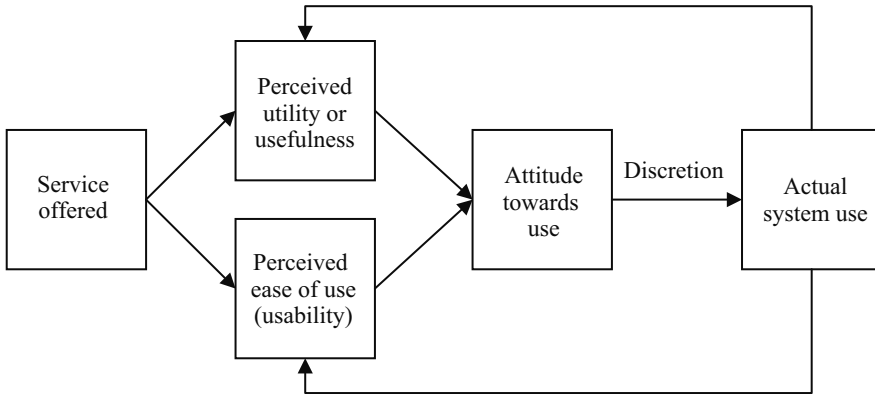 Service
offered
Perceived
utility or
usefulness
Perceived
ease of use
(usability)
Attitude
towards
use
Discretion
Actual
system use